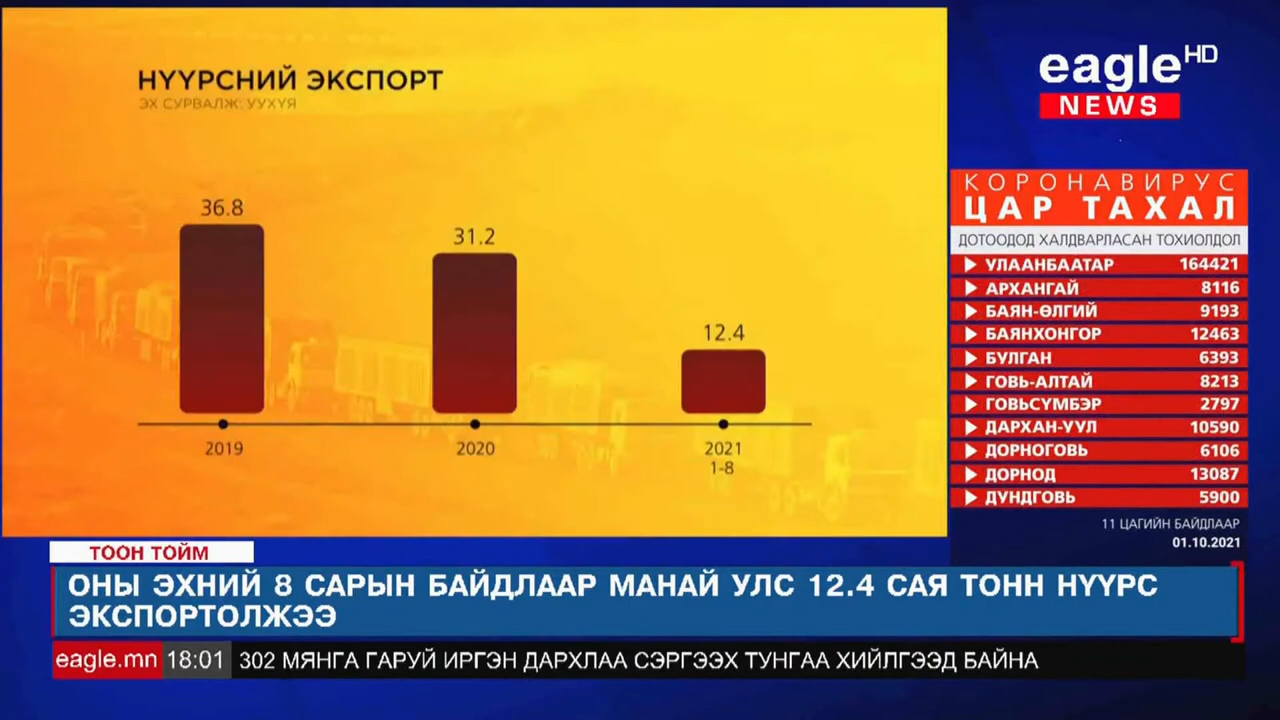 НҮҮРСНИЙ ЭКСПОРТ
ЭХ СУРВАЛЖ: УУХҮЯ
36.8
31.2
12.4
2019
2020
2021
1-8
eagle HD
NEWS
КОРОНАВИРУС
ЦАР ТАХАЛ
ДОТООДОД ХАЛДВАРЛАСАН ТОХИОЛДОЛ
УЛААНБААТАР 164421
АРХАНГАЙ 8116
БАЯН-ӨЛГИЙ 9193
БАЯНХОНГОР 12463
БУЛГАН 6393
ГОВЬ-АЛТАЙ 8213
ГОВЬСҮМБЭР 2797
ДАРХАН-УУЛ 10590
ДОРНОГОВЬ 6106
ДОРНОД 13087
ДУНДГОВЬ 5900
11 ЦАГИЙН БАЙДЛААР
01.10.2021
ТООН ТОЙМ
ОНЫ ЭХНИЙ 8 САРЫН БАЙДЛААР МАНАЙ УЛС 12.4 САЯ ТОНН НҮҮРС
ЭКСПОРТОЛЖЭЭ
eagle.mn 18:01 302 МЯНГА ГАРУЙ ИРГЭН ДАРХЛАА СЭРГЭЭХ ТУНГАА ХИЙЛГЭЭД БАЙНА